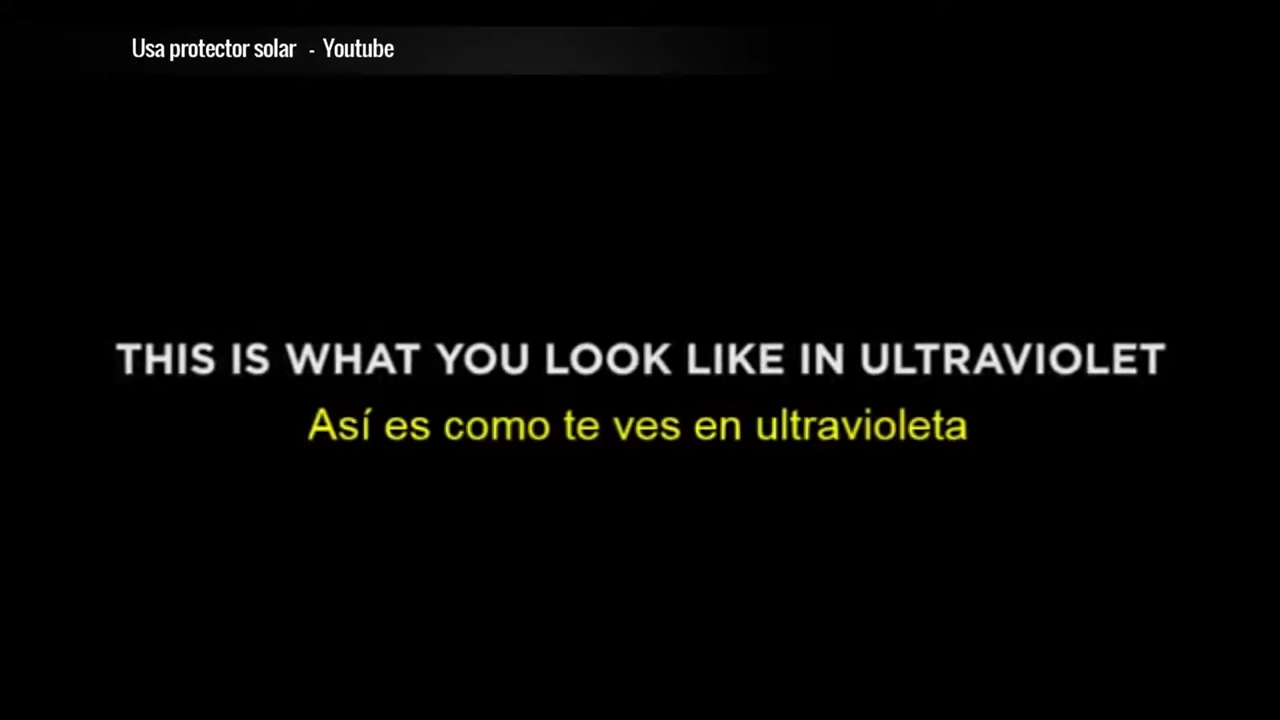 Usa protector solar - Youtube
THIS IS WHAT YOU LOOK LIKE IN ULTRAVIOLET
Así es como te ves en ultravioleta